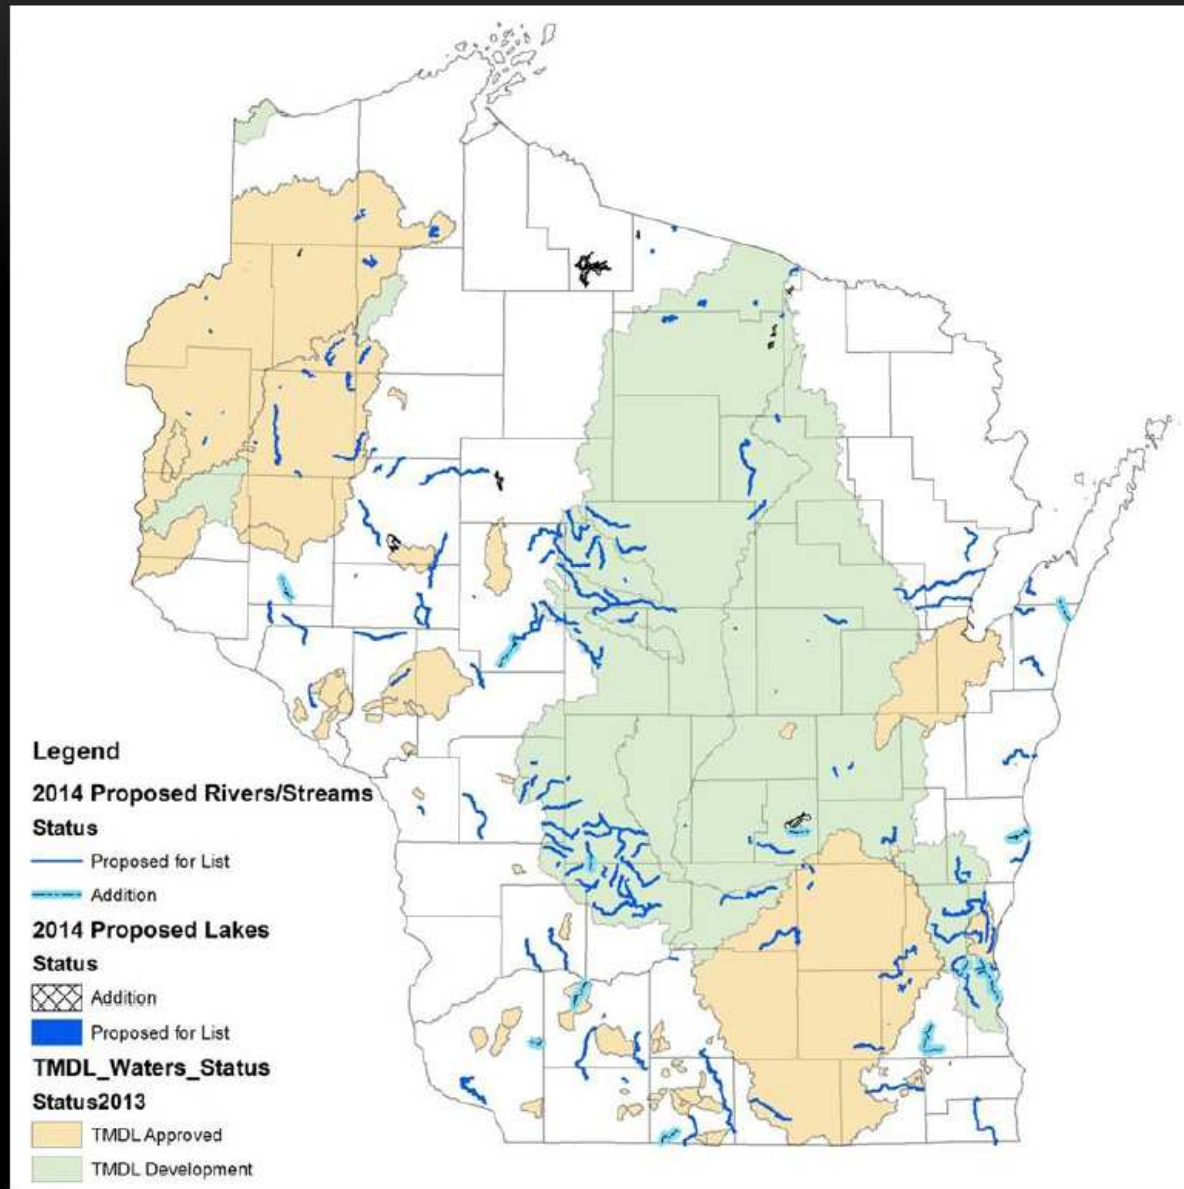 Legend
2014 Proposed Rivers/Streams
Status
Proposed for List
Addition
2014 Proposed Lakes
Status
Addition
Proposed for List
TMDL_Waters_Status
Status2013
TMDL Approved
TMDL Development